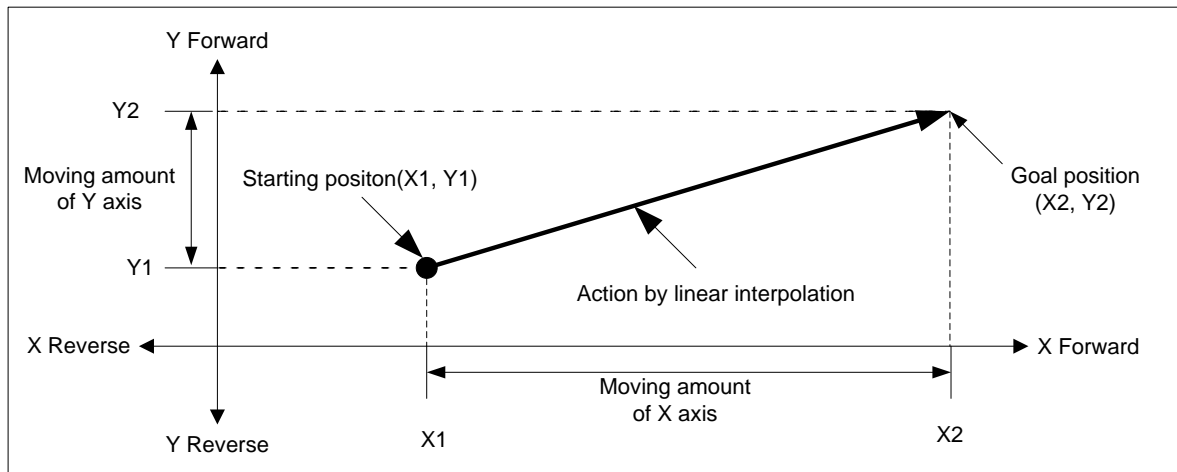 Y Forward
Y2
Moving amount
of Y axis
Starting positon(X1, Y1)
Goal position
(X2, Y2)
Y1
Action by linear interpolation
X Reverse
X Forward
Moving amount
of X axis
Y Reverse
X1
X2